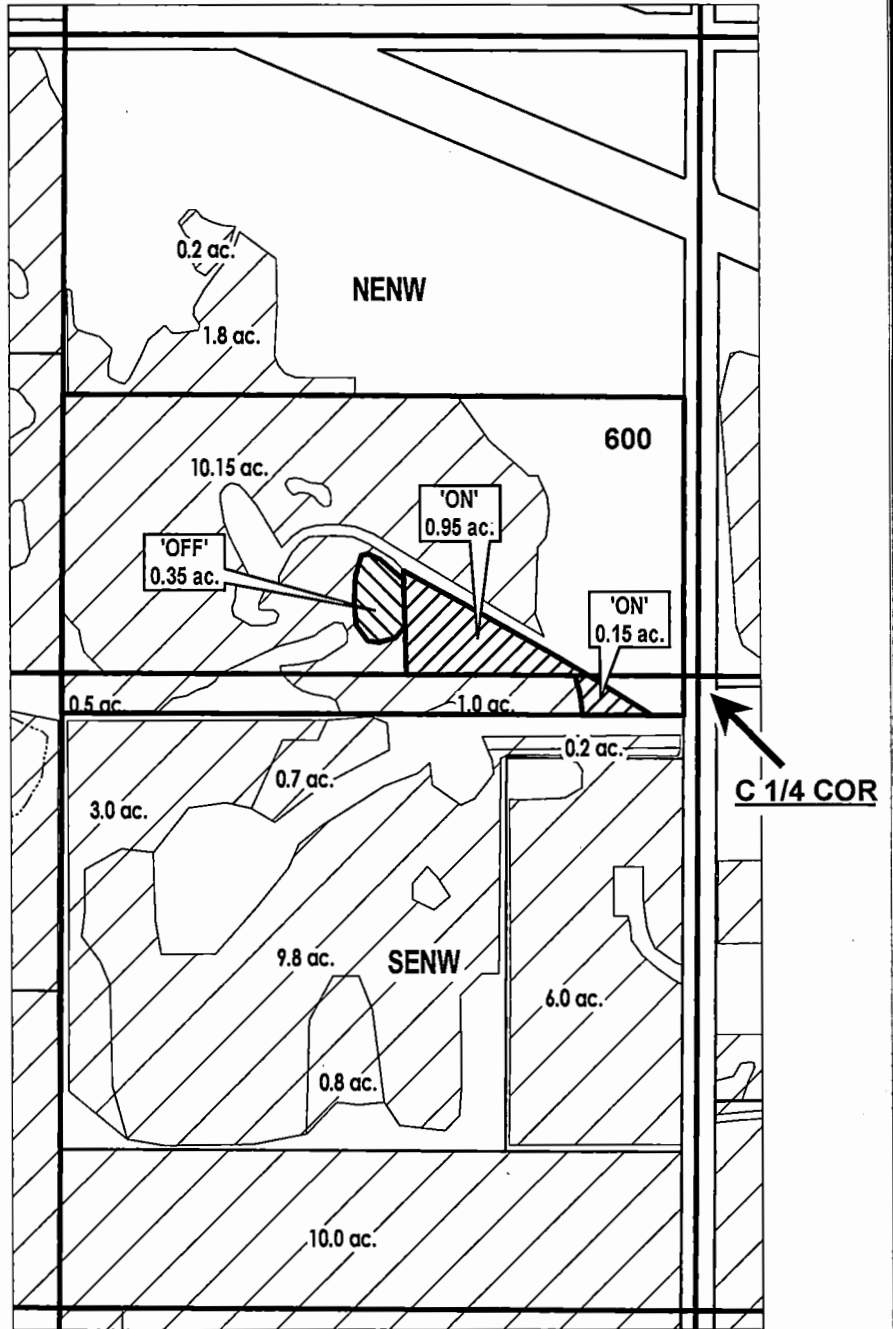 0.2 ac.
NENW
1.8 ac.
600
10.15 ac.
'ON'
0.95 ac.
'OFF'
0.35 ac.
'ON'
0.15 ac.
0.5 ac.
1.0 ac.
0.2 ac.
0.7 ac.
C 1/4 COR
3.0 ac.
9.8 ac.
SENW
6.0 ac.
0.8 ac.
10.0 ac.